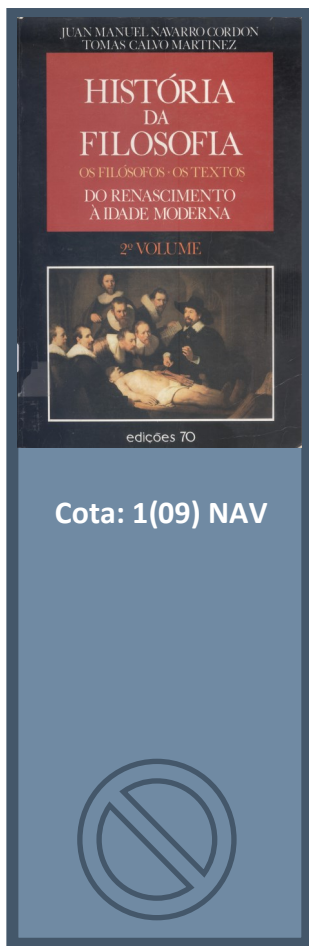 JUAN MANUEL NAVARRO CORDON
TOMAS CALVO MARTINEZ
HISTÓRIA
DA
FILOSOFIA
OS FILÓSOFOS · OS TEXTOS
DO RENASCIMENTO
À IDADE MODERNA
2º VOLUME
edições 70
Cota: 1(09) NAV